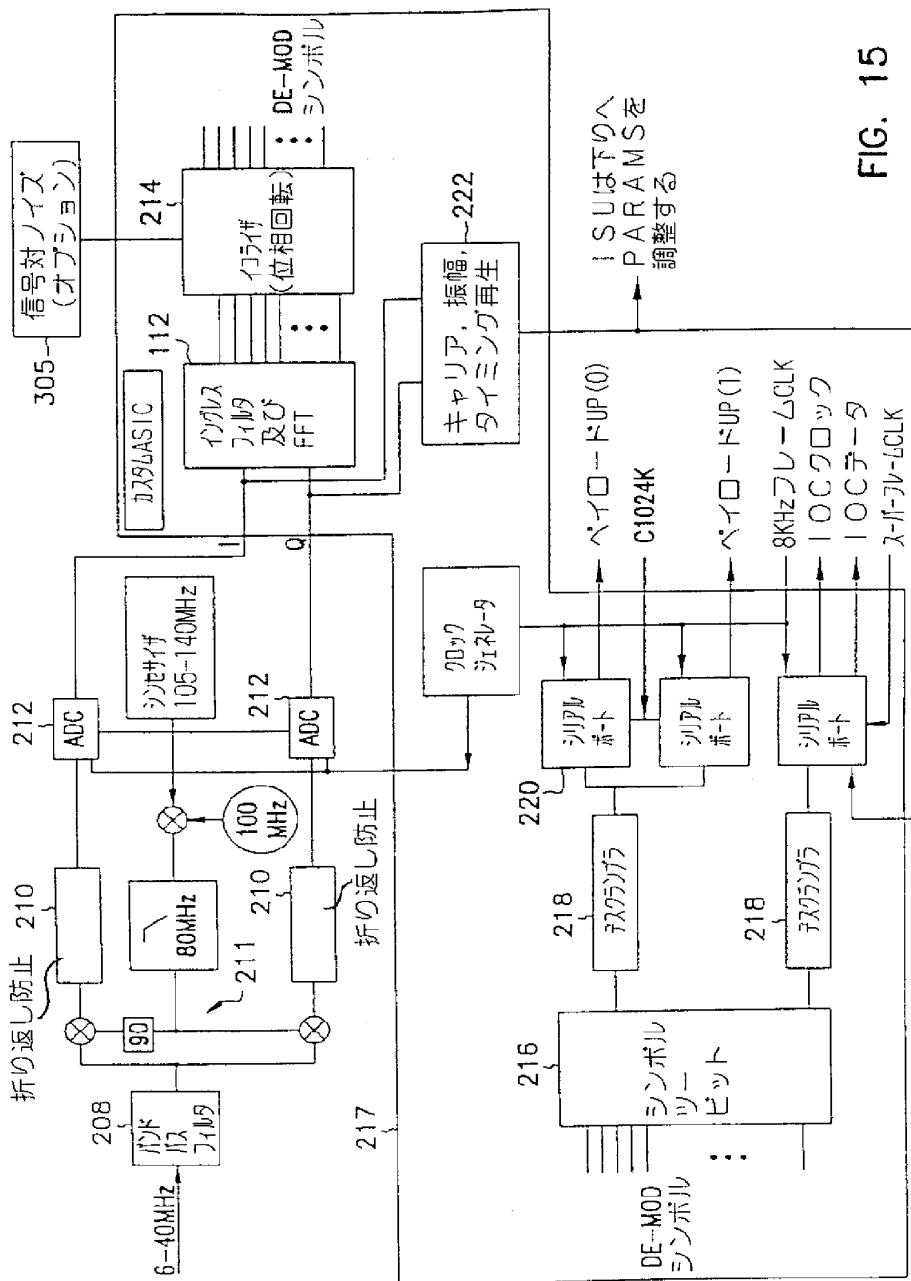 6-40MHz
208
バンド
パス
フィルタ
折り返し防止
210
90
211
80MHz
100
MHz
シンセサイザ
105-140MHz
210
折り返し防止
212
ADC
212
ADC
I
Q
カスタムASIC
305
信号対ノイズ
(オプション)
112
イングレス
フィルタ
及び
FFT
214
イコライザ
(位相回転)
DE-MOD
シンボル
222
キャリア, 振幅,
タイミング再生
ISUは下りへ
PARAMSを
調整する
217
クロック
ジェネレータ
DE-MOD
シンボル
216
シンボル
ツー
ビット
218
デスクランブラ
218
デスクランブラ
220
シリアル
ポート
シリアル
ポート
シリアル
ポート
ペイロードUP(0)
C1024K
ペイロードUP(1)
8KHzフレームCLK
IOCクロック
IOCデータ
スーパーフレームCLK
FIG. 15